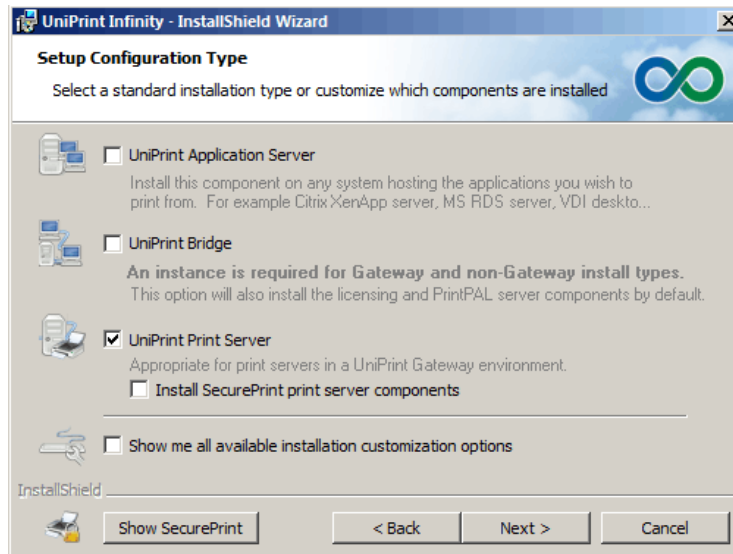 UniPrint Infinity - InstallShield Wizard
Setup Configuration Type
Select a standard installation type or customize which components are installed
UniPrint Application Server
Install this component on any system hosting the applications you wish to
print from. For example Citrix XenApp server, MS RDS server, VDI deskto...
UniPrint Bridge
An instance is required for Gateway and non-Gateway install types.
This option will also install the licensing and PrintPAL server components by default.
UniPrint Print Server
Appropriate for print servers in a UniPrint Gateway environment.
Install SecurePrint print server components
Show me all available installation customization options
InstallShield
Show SecurePrint < Back Next > Cancel